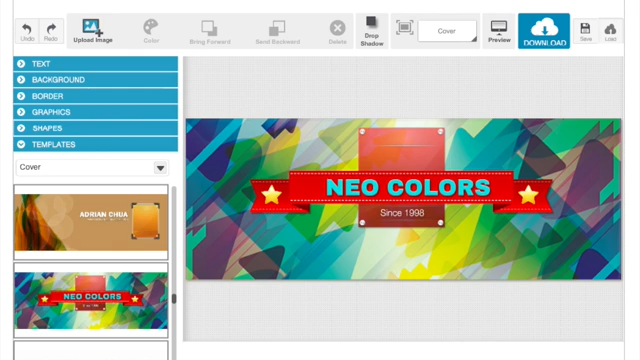 Undo
Redo
Upload Image
Color
Bring Forward
Send Backward
Delete
Drop
Shadow
Cover
Preview
DOWNLOAD
Save
Load
TEXT
BACKGROUND
BORDER
GRAPHICS
SHAPES
TEMPLATES
Cover
ADRIAN CHUA
NEO COLORS
NEO COLORS
Since 1998